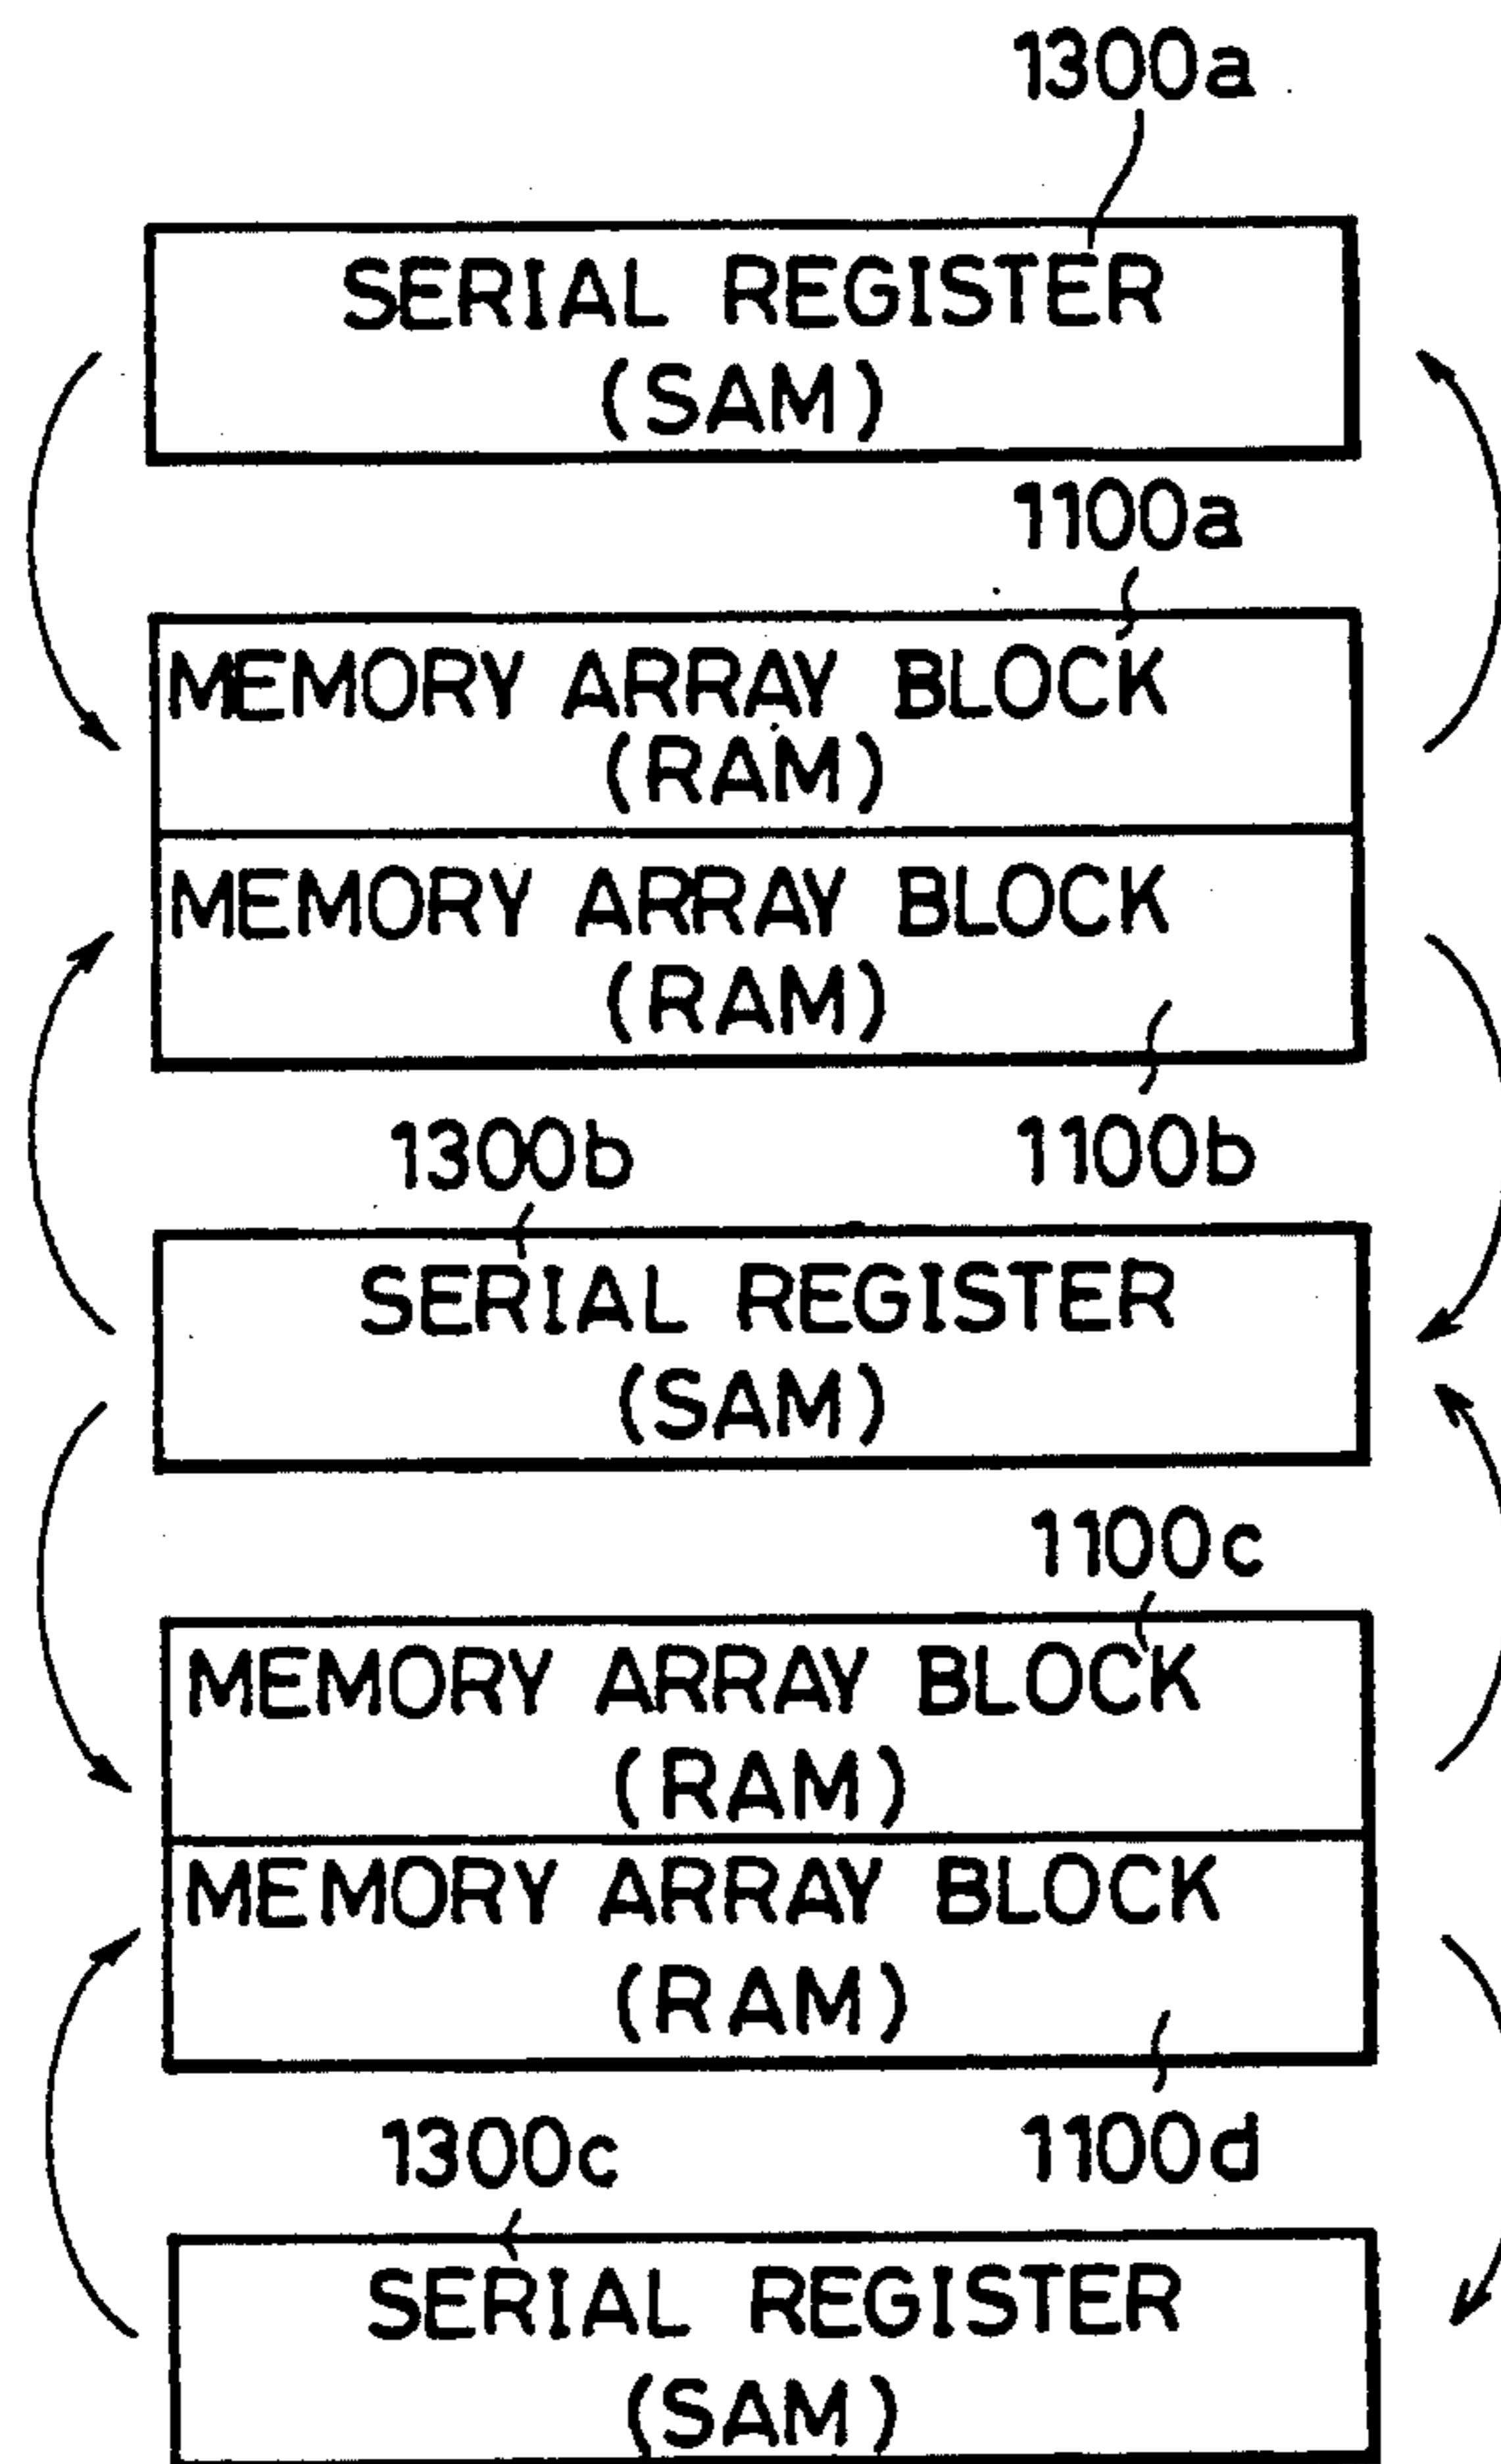 1300a
SERIAL REGISTER
(SAM)
1100a
MEMORY ARRAY BLOCK
(RAM)
MEMORY ARRAY BLOCK
(RAM)
1300b 1100b
SERIAL REGISTER
(SAM)
1100c
MEMORY ARRAY BLOCK
(RAM)
MEMORY ARRAY BLOCK
(RAM)
1300c 1100d
SERIAL REGISTER
(SAM)